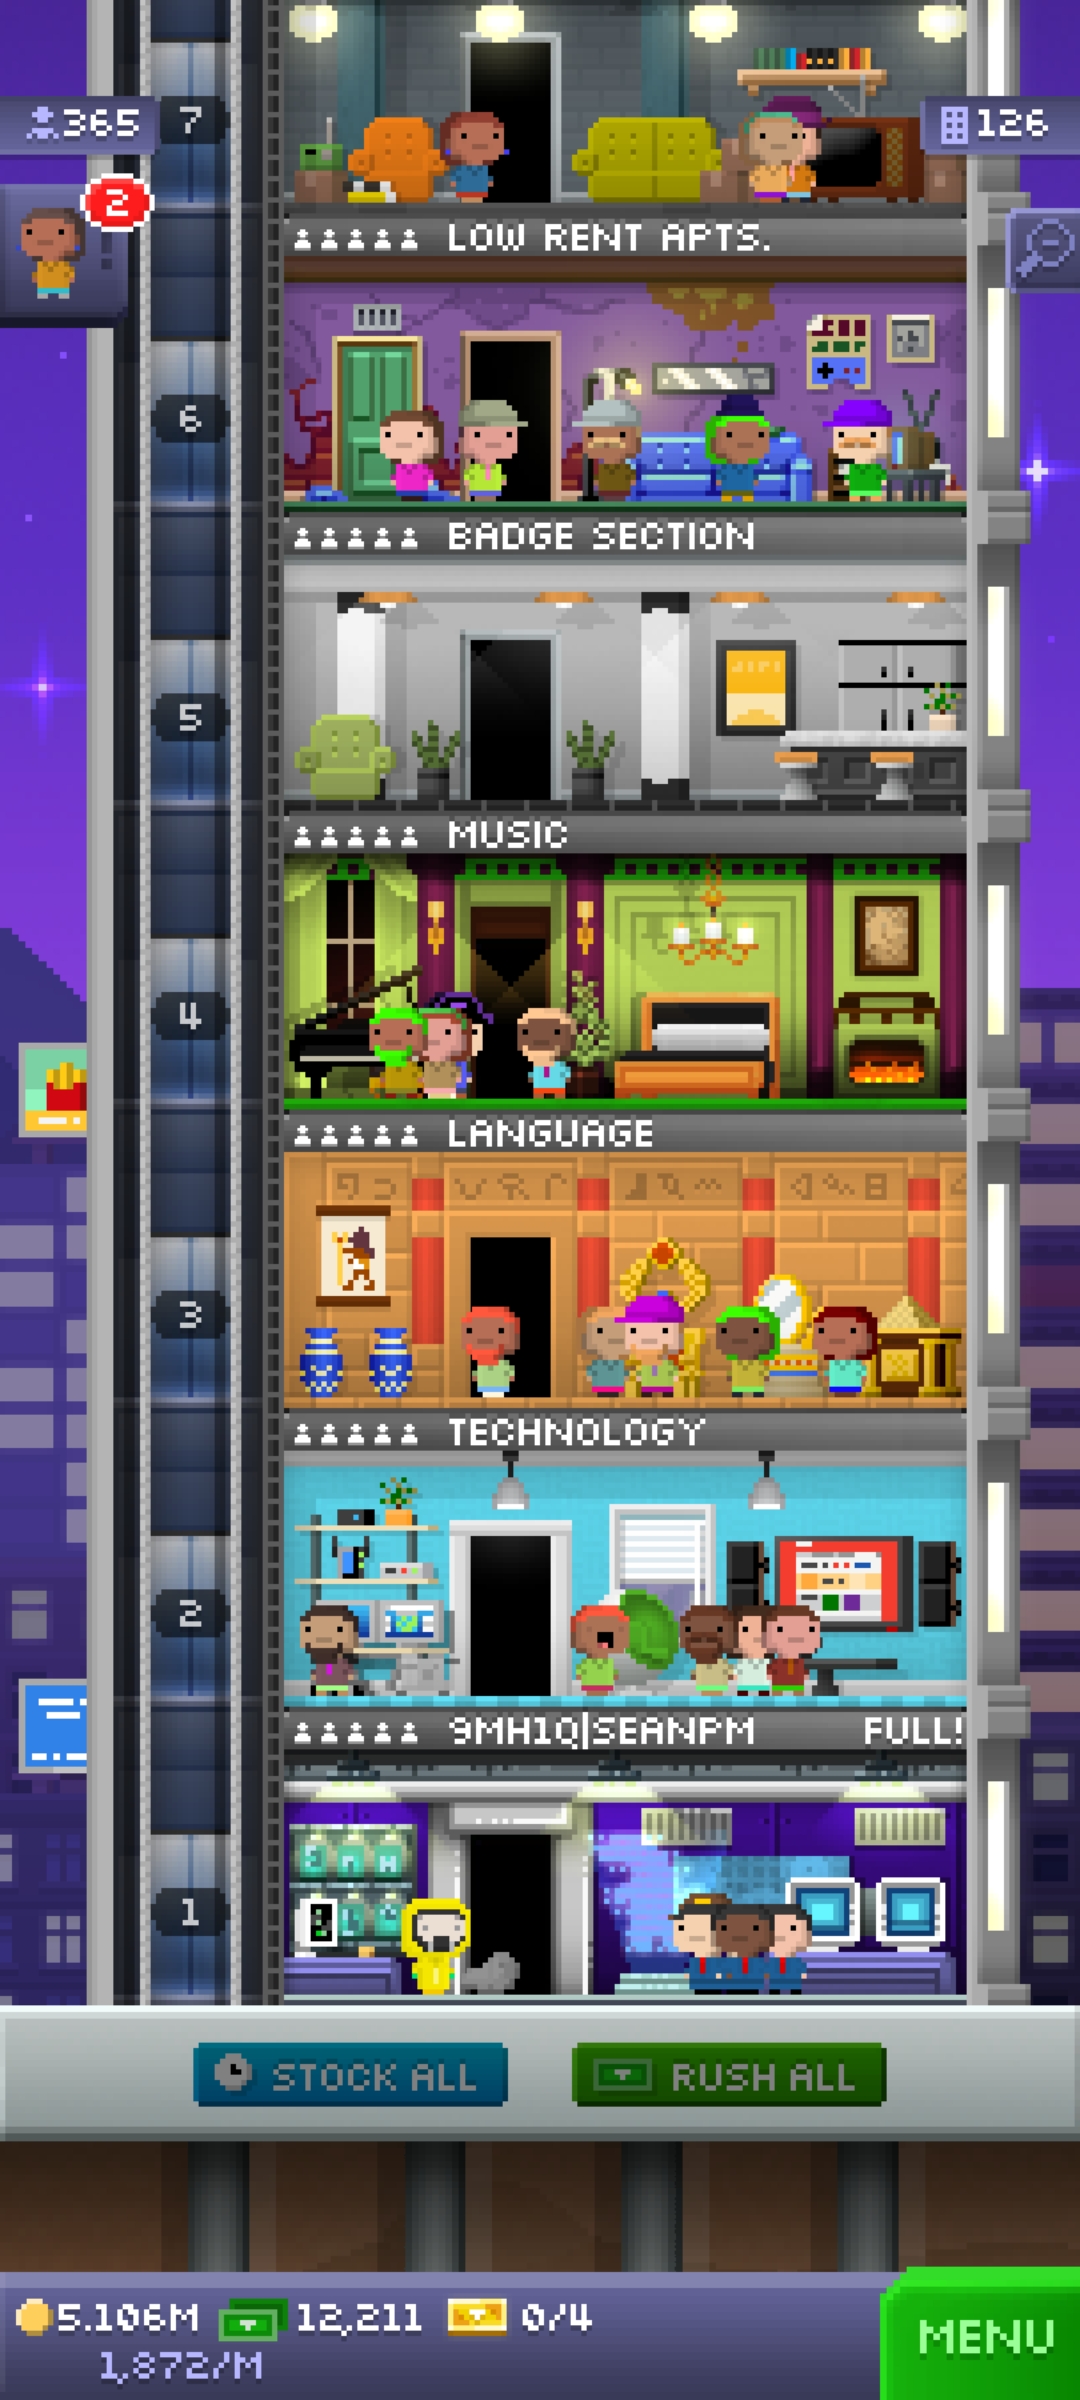 365
7
126
2
LOW RENT APTS.
6
BADGE SECTION
5
MUSIC
4
LANGUAGE
3
TECHNOLOGY
2
9MH1Q|SEANPM FULL!
1
STOCK ALL
RUSH ALL
5.106M 12,211 0/4
1,872/M
MENU